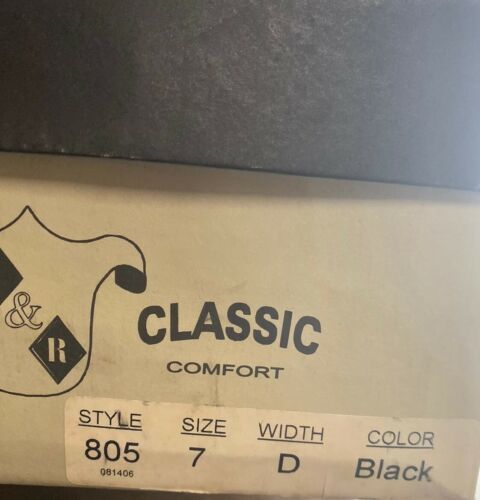 & R
CLASSIC
COMFORT
STYLE SIZE WIDTH COLOR
805 7 D Black
081406